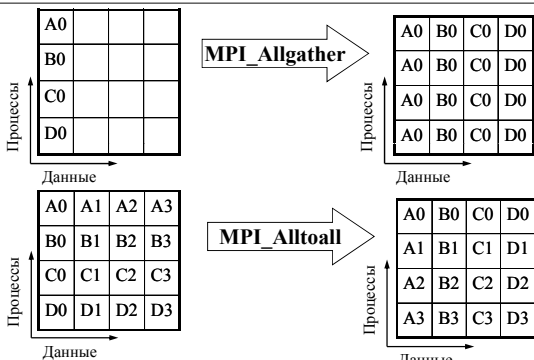 A0
B0
C0
D0
Процессы
Данные
MPI_Allgather
A0 B0 C0 D0
A0 B0 C0 D0
A0 B0 C0 D0
A0 B0 C0 D0
Процессы
Данные
A0 A1 A2 A3
B0 B1 B2 B3
C0 C1 C2 C3
D0 D1 D2 D3
Процессы
Данные
MPI_Alltoall
A0 B0 C0 D0
A1 B1 C1 D1
A2 B2 C2 D2
A3 B3 C3 D3
Процессы
Данные